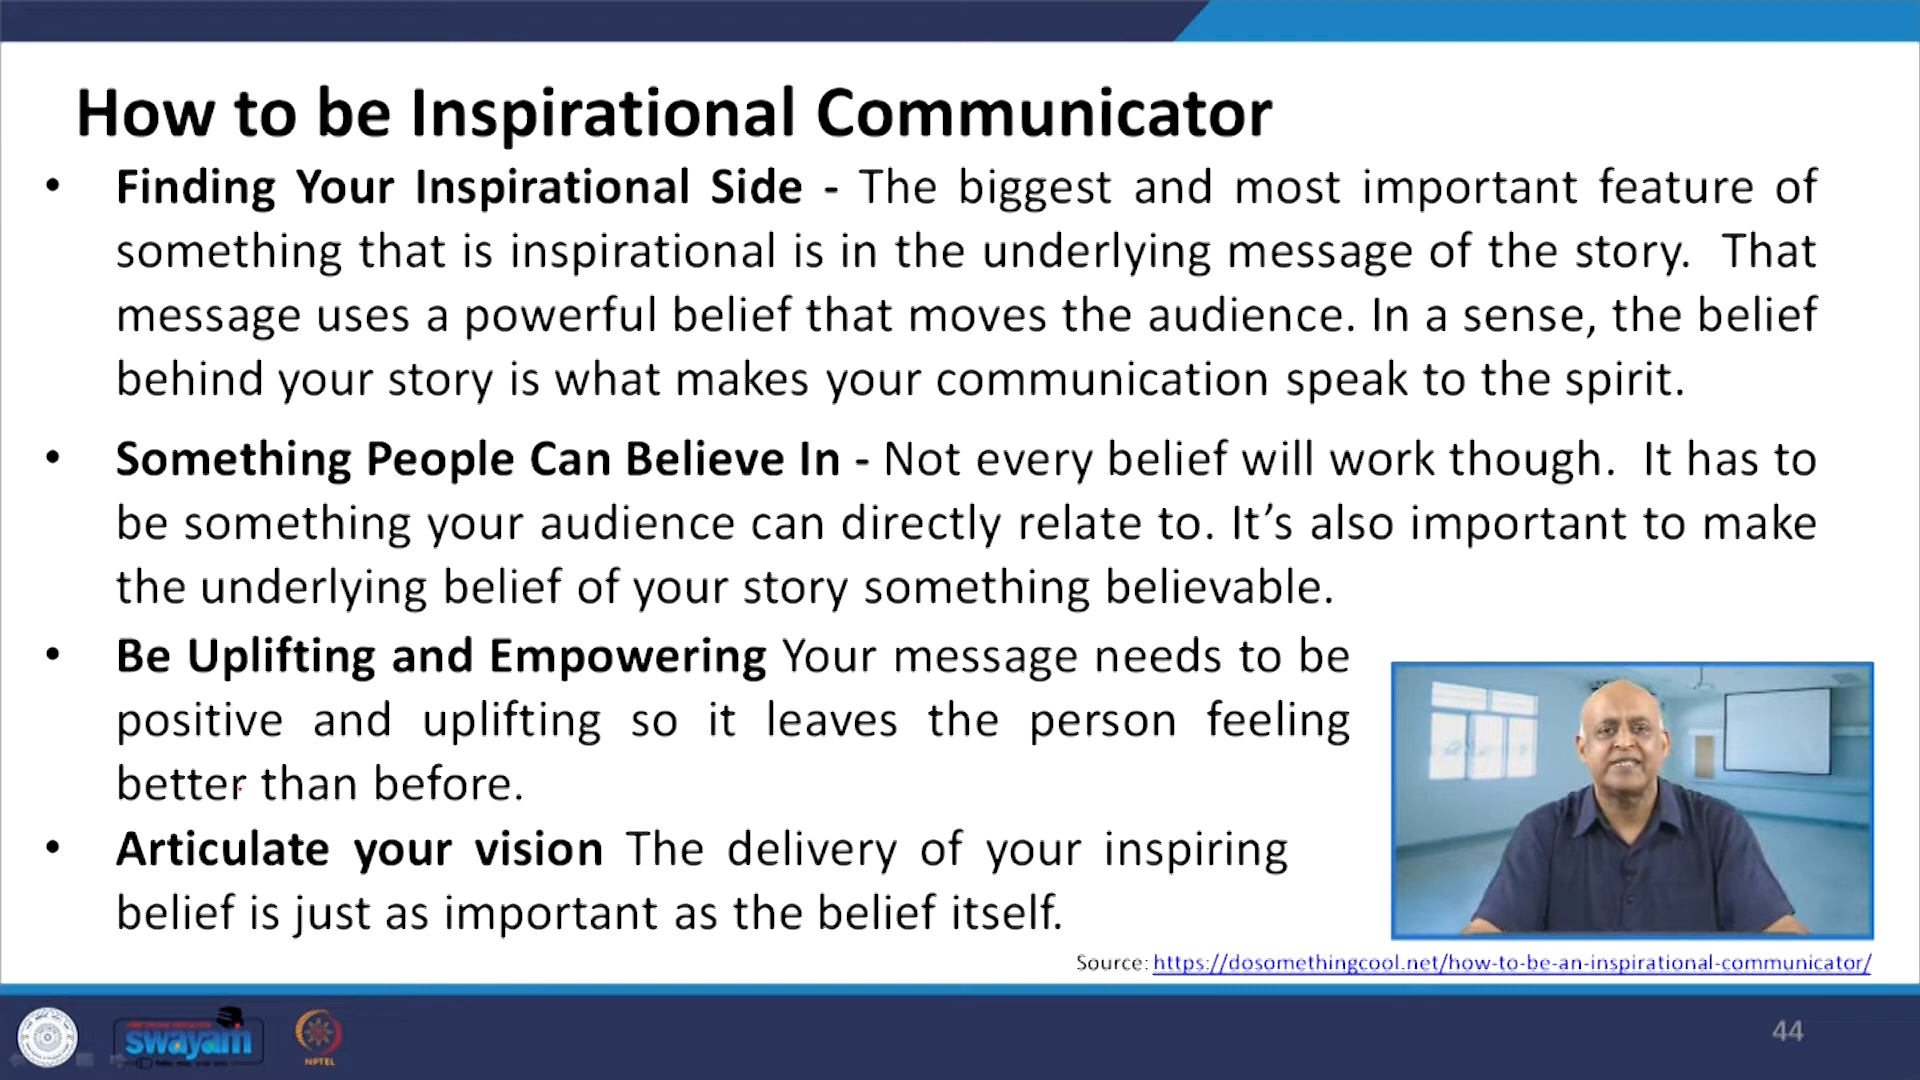 How to be Inspirational Communicator
• Finding Your Inspirational Side - The biggest and most important feature of
something that is inspirational is in the underlying message of the story. That
message uses a powerful belief that moves the audience. In a sense, the belief
behind your story is what makes your communication speak to the spirit.
• Something People Can Believe In - Not every belief will work though. It has to
be something your audience can directly relate to. It’s also important to make
the underlying belief of your story something believable.
• Be Uplifting and Empowering Your message needs to be
positive and uplifting so it leaves the person feeling
better than before.
• Articulate your vision The delivery of your inspiring
belief is just as important as the belief itself.
Source: https://dosomethingcool.net/how-to-be-an-inspirational-communicator/
swayam
NPTEL
44